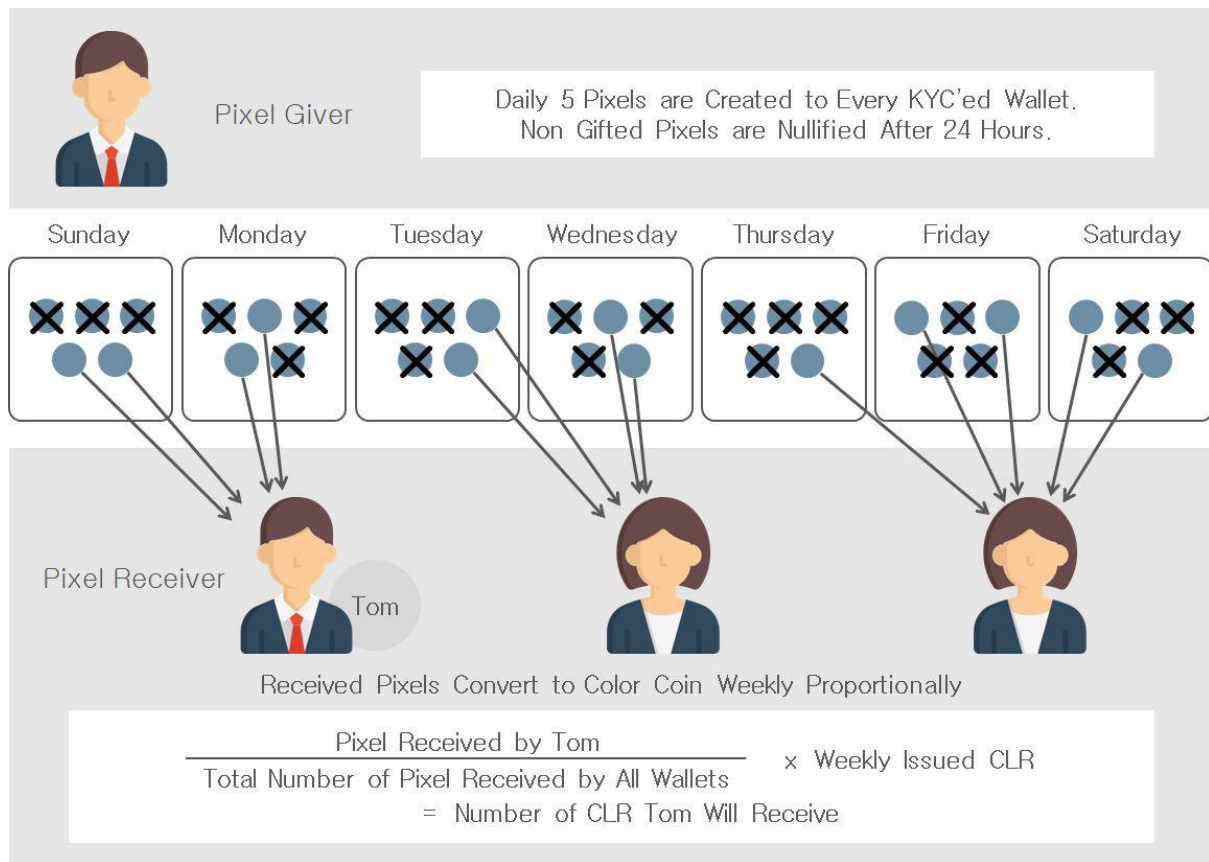 Pixel Giver
Daily 5 Pixels are Created to Every KYC'ed Wallet.
Non Gifted Pixels are Nullified After 24 Hours.
Sunday
Monday
Tuesday
Wednesday
Thursday
Friday
Saturday
Pixel Receiver
Tom
Received Pixels Convert to Color Coin Weekly Proportionally
Pixel Received by Tom
Total Number of Pixel Received by All Wallets
x Weekly Issued CLR
= Number of CLR Tom Will Receive